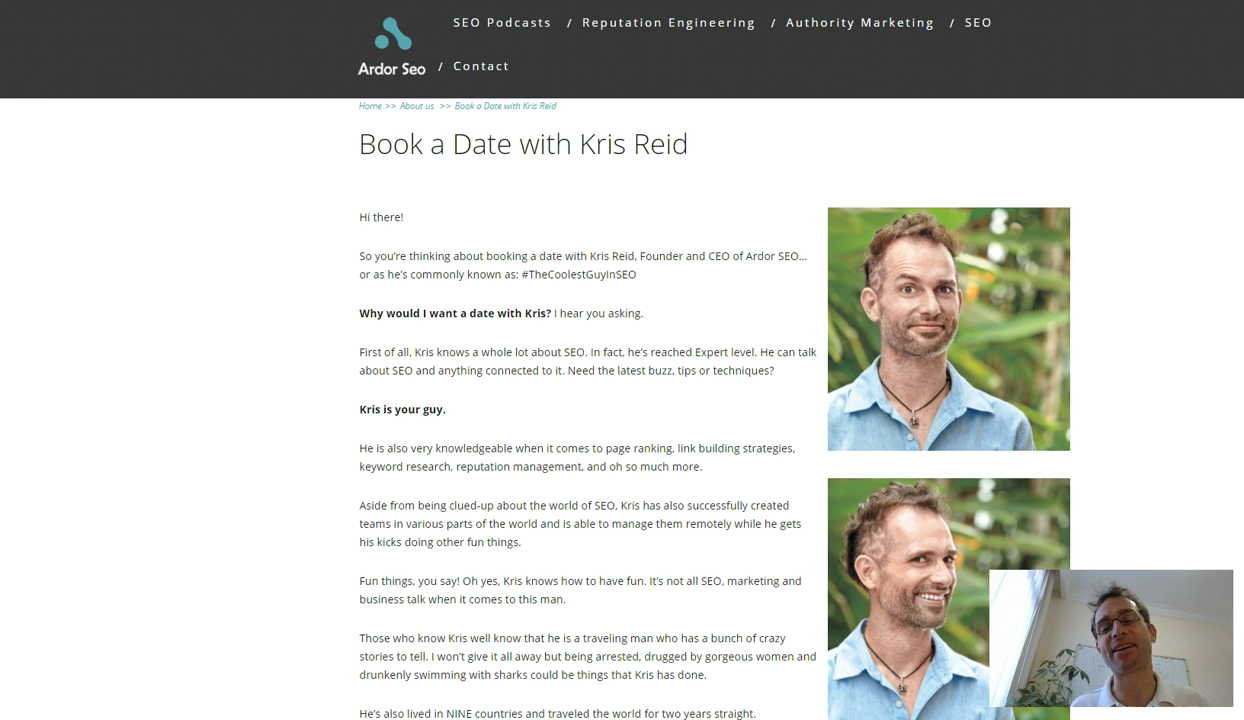 SEO Podcasts / Reputation Engineering / Authority Marketing / SEO
Ardor Seo / Contact
Home >> About us >> Book a Date with Kris Reid
Book a Date with Kris Reid
Hi there!
So you're thinking about booking a date with Kris Reid, Founder and CEO of Ardor SEO...
or as he's commonly known as: #TheCoolestGuyInSEO
Why would I want a date with Kris? I hear you asking.
First of all, Kris knows a whole lot about SEO. In fact, he's reached Expert level. He can talk
about SEO and anything connected to it. Need the latest buzz, tips or techniques?
Kris is your guy.
He is also very knowledgeable when it comes to page ranking, link building strategies,
keyword research, reputation management, and oh so much more.
Aside from being clued-up about the world of SEO, Kris has also successfully created
teams in various parts of the world and is able to manage them remotely while he gets
his kicks doing other fun things.
Fun things, you say! Oh yes, Kris knows how to have fun. It's not all SEO, marketing and
business talk when it comes to this man.
Those who know Kris well know that he is a traveling man who has a bunch of crazy
stories to tell. I won't give it all away but being arrested, drugged by gorgeous women and
drunkenly swimming with sharks could be things that Kris has done.
He's also lived in NINE countries and traveled the world for two years straight.